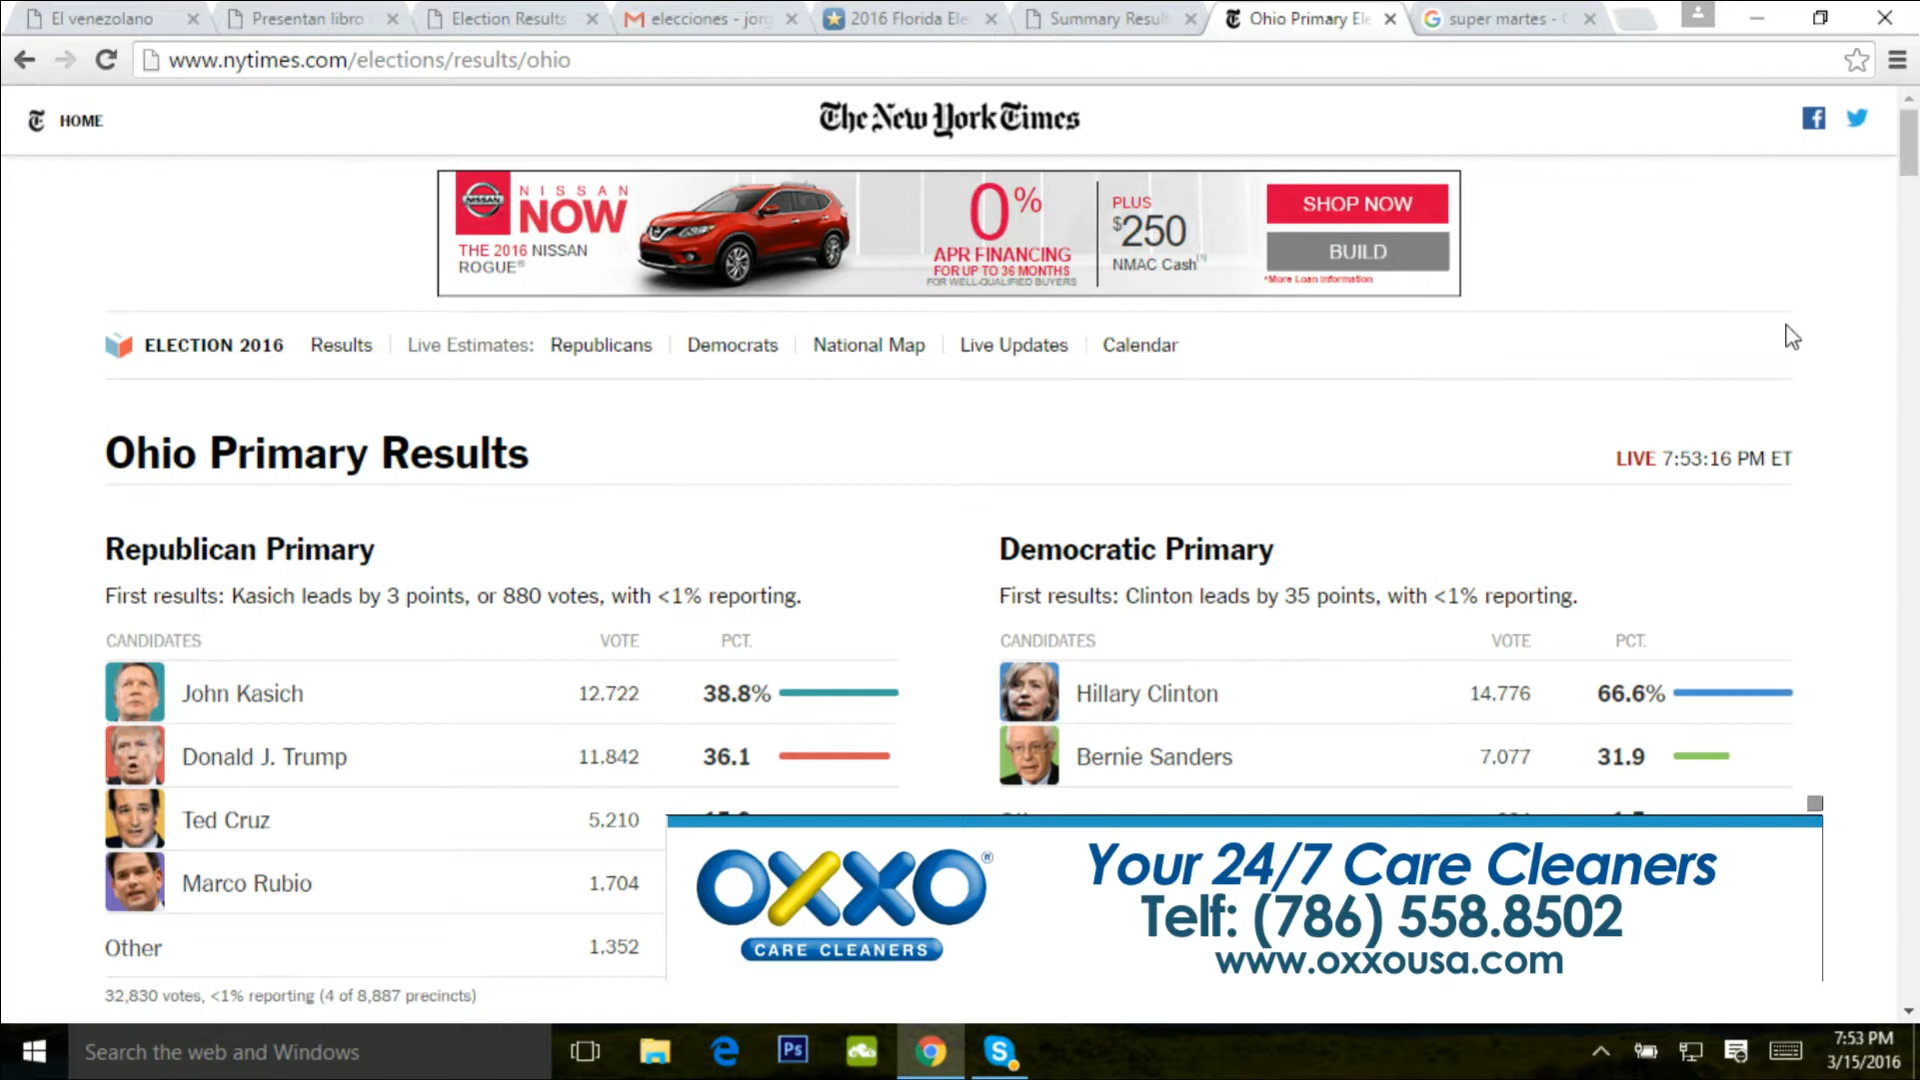 El venezolano
Presentan libro
Election Results
elecciones - jorg
2016 Florida Ele
Summary Result
Ohio Primary Ele
super martes -
www.nytimes.com/elections/results/ohio
HOME
The New York Times
NISSAN
NISSAN
NOW
THE 2016 NISSAN
ROGUE®
0%
APR FINANCING
FOR UP TO 36 MONTHS
FOR WELL-QUALIFIED BUYERS
PLUS
$250
NMAC Cash
SHOP NOW
BUILD
*More Loan Information
ELECTION 2016 Results Live Estimates: Republicans Democrats National Map Live Updates Calendar
Ohio Primary Results
LIVE 7:53:16 PM ET
Republican Primary
First results: Kasich leads by 3 points, or 880 votes, with <1% reporting.
CANDIDATES VOTE PCT.
John Kasich 12,722 38.8%
Donald J. Trump 11,842 36.1
Ted Cruz 5,210
Marco Rubio 1,704
Other 1,352
32,830 votes, <1% reporting (4 of 8,887 precincts)
Democratic Primary
First results: Clinton leads by 35 points, with <1% reporting.
CANDIDATES VOTE PCT.
Hillary Clinton 14,776 66.6%
Bernie Sanders 7,077 31.9
OXXO®
CARE CLEANERS
Your 24/7 Care Cleaners
Telf: (786) 558.8502
www.oxxousa.com
Search the web and Windows
Ps
7:53 PM
3/15/2016